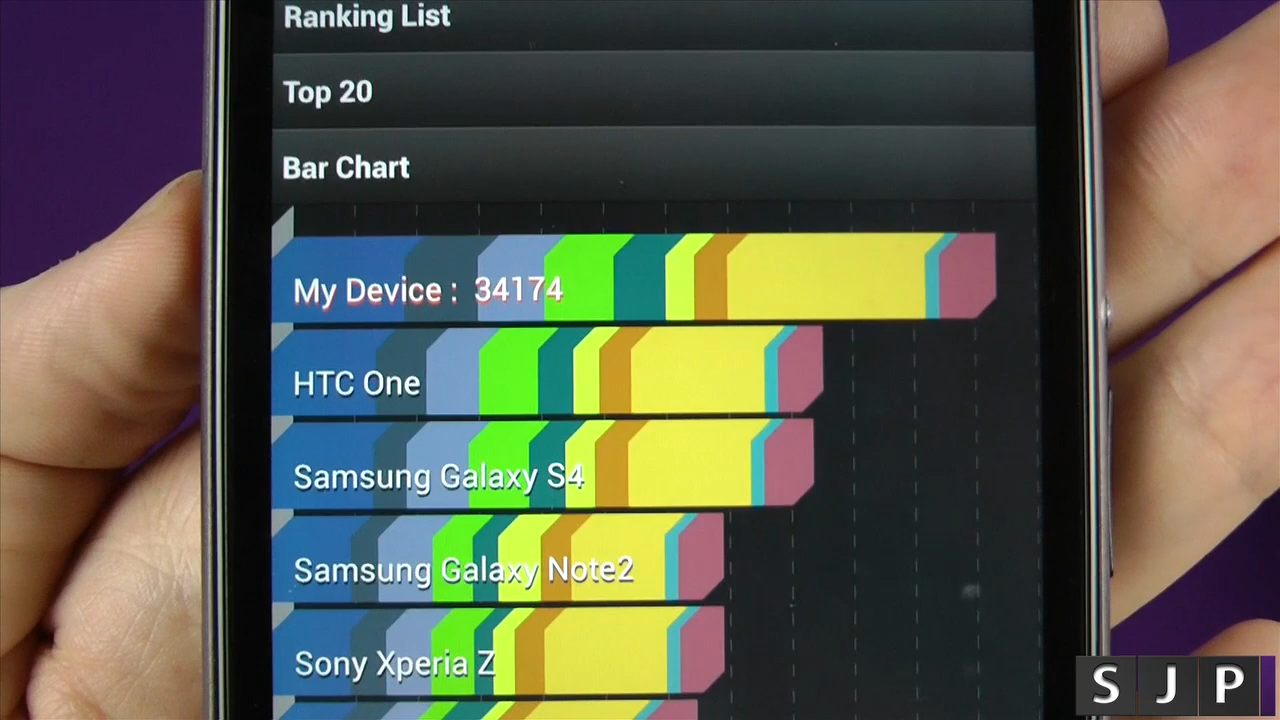 Ranking List
Top 20
Bar Chart
My Device : 34174
HTC One
Samsung Galaxy S4
Samsung Galaxy Note2
Sony Xperia Z
SJP